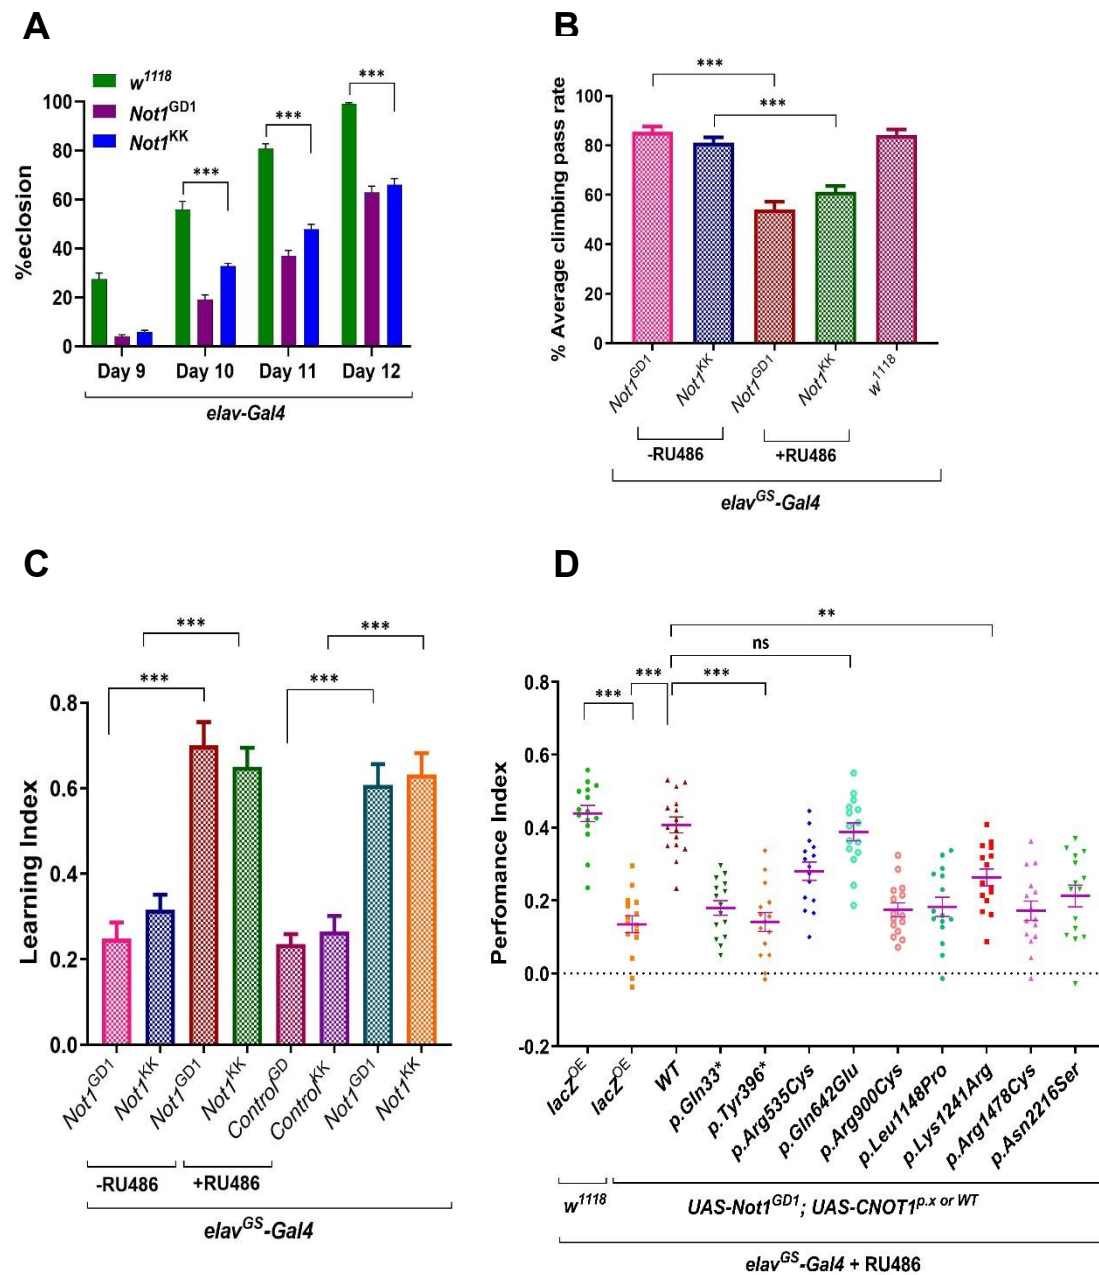 A
w1118
Not1GD1
Not1KK
***
***
***
***
100
80
60
40
20
0
%eclosion
Day 9 Day 10 Day 11 Day 12
elav-Gal4
B
***
***
100
80
60
40
20
0
% Average climbing pass rate
Not1GD1 Not1KK Not1GD1 Not1KK w1118
-RU486 +RU486
elavGS-Gal4
C
***
***
***
***
0.8
0.6
0.4
0.2
0.0
Learning Index
Not1GD1 Not1KK Not1GD1 Not1KK ControlGD ControlKK Not1GD1 Not1KK
-RU486 +RU486
elavGS-Gal4
D
**
ns
***
***
***
0.8
0.6
0.4
0.2
0.0
-0.2
Perfomance Index
lacZOE lacZOE WT p.Gln33* p.Tyr396* p.Arg535Cys p.Gln642Glu p.Arg900Cys p.Leu1148Pro p.Lys1241Arg p.Arg1478Cys p.Asn2216Ser
w1118 UAS-Not1GD1; UAS-CNOT1p.x or WT
elavGS-Gal4 + RU486